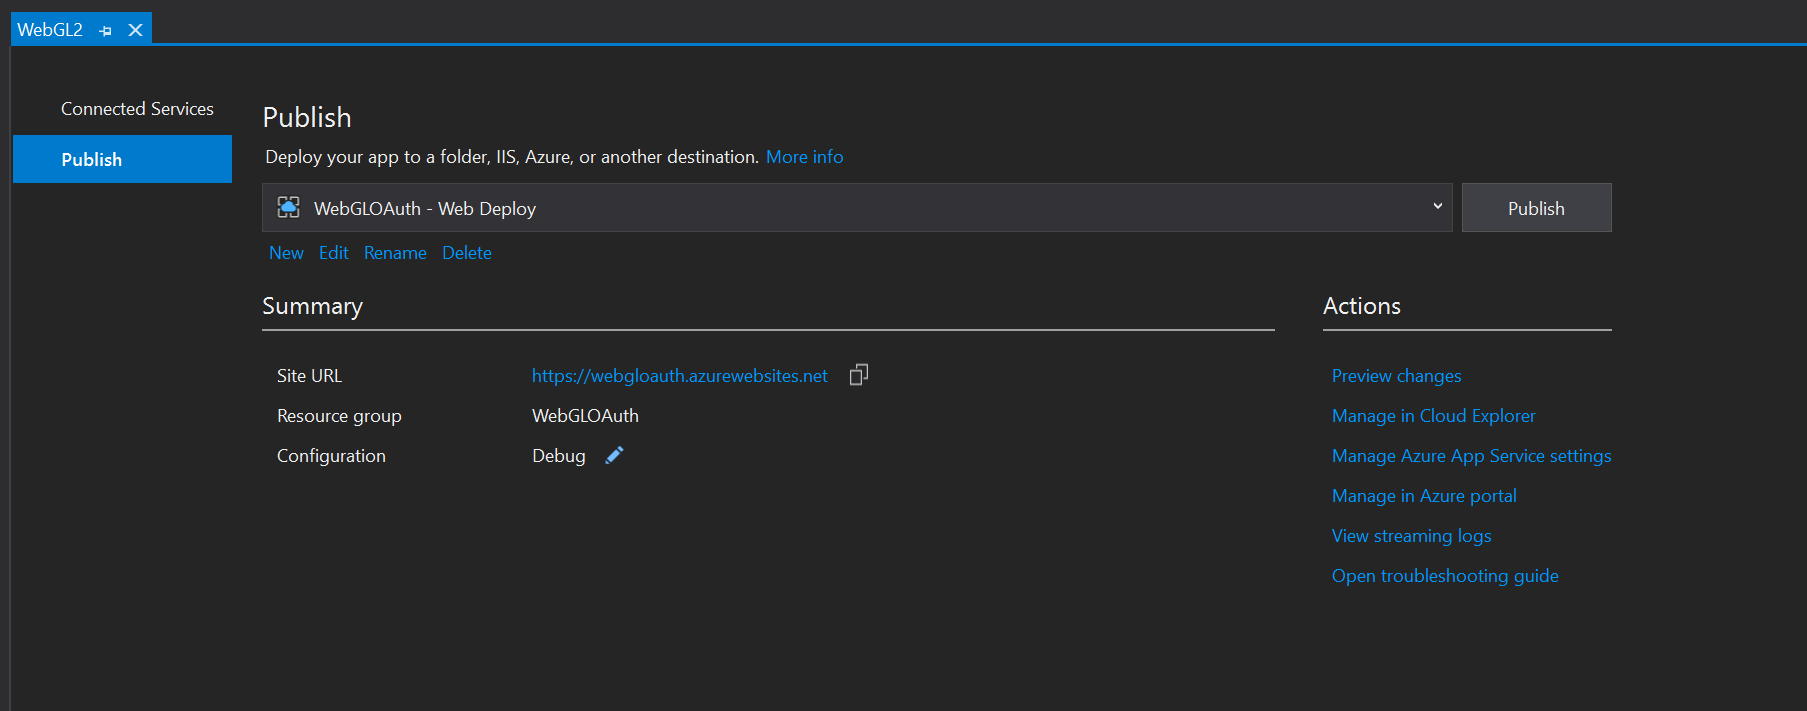 WebGL2
Connected Services
Publish
Publish
Deploy your app to a folder, IIS, Azure, or another destination. More info
WebGLOAuth - Web Deploy
Publish
New Edit Rename Delete
Summary
Site URL https://webgloauth.azurewebsites.net
Resource group WebGLOAuth
Configuration Debug
Actions
Preview changes
Manage in Cloud Explorer
Manage Azure App Service settings
Manage in Azure portal
View streaming logs
Open troubleshooting guide